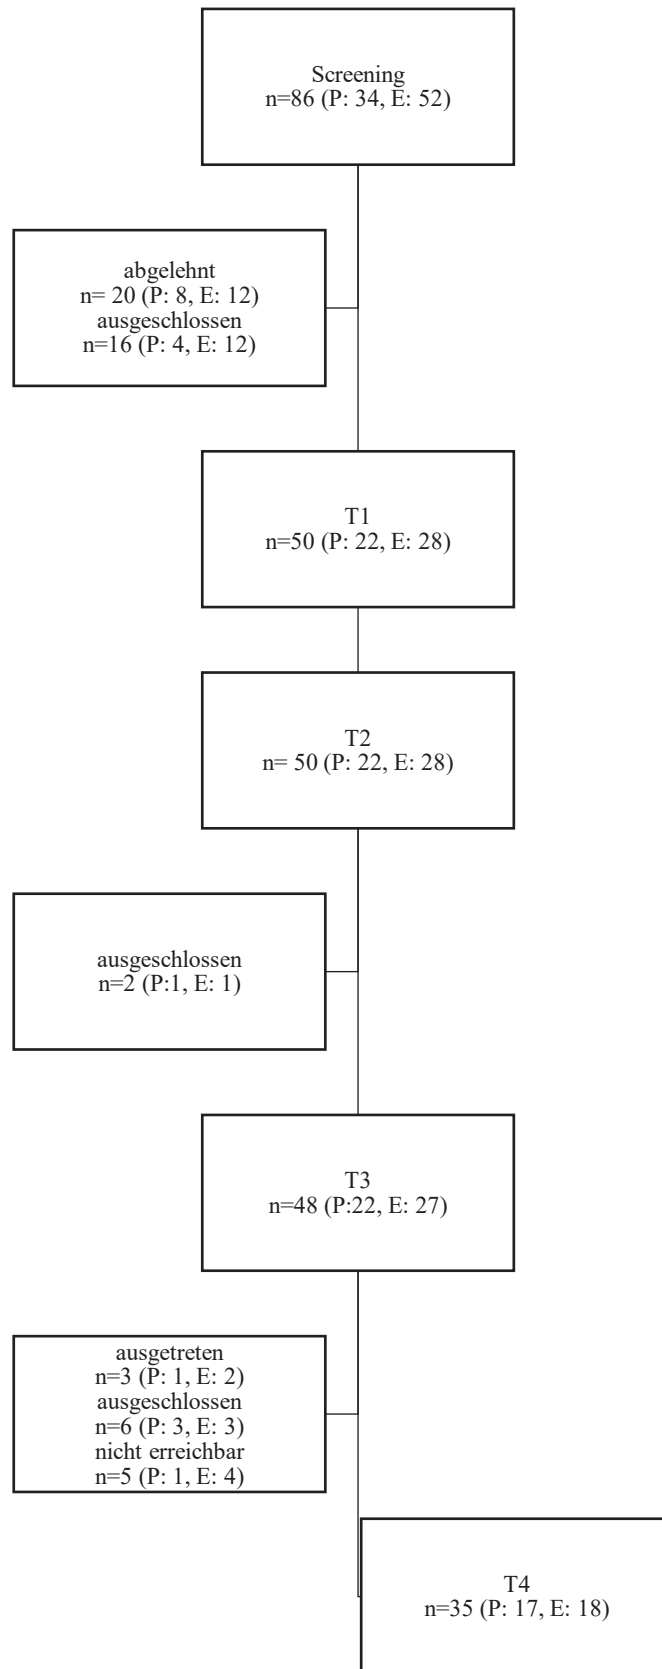 Screening
n=86 (P: 34, E: 52)
abgelehnt
n= 20 (P: 8, E: 12)
ausgeschlossen
n=16 (P: 4, E: 12)
T1
n=50 (P: 22, E: 28)
T2
n= 50 (P: 22, E: 28)
ausgeschlossen
n=2 (P:1, E: 1)
T3
n=48 (P:22, E: 27)
ausgetreten
n=3 (P: 1, E: 2)
ausgeschlossen
n=6 (P: 3, E: 3)
nicht erreichbar
n=5 (P: 1, E: 4)
T4
n=35 (P: 17, E: 18)